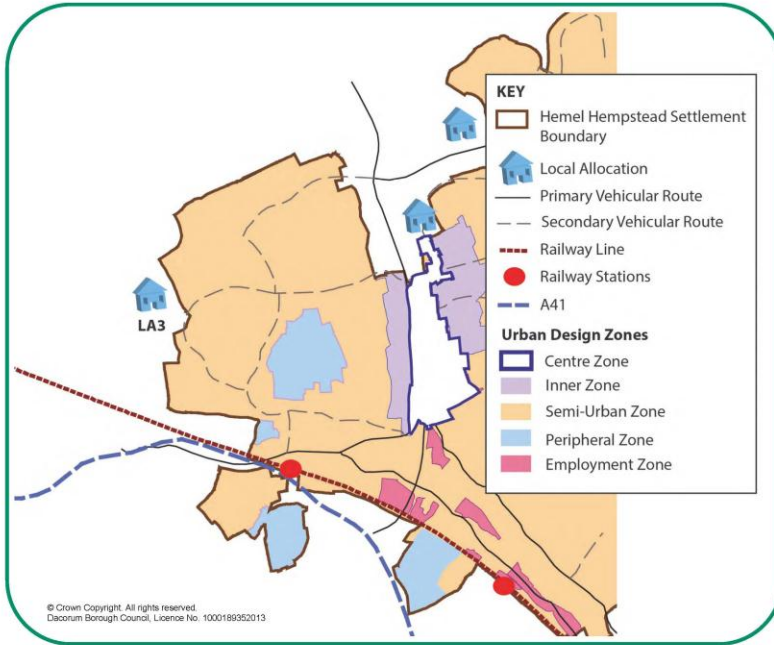 KEY
Hemel Hempstead Settlement
Boundary
Local Allocation
Primary Vehicular Route
Secondary Vehicular Route
Railway Line
Railway Stations
A41
Urban Design Zones
Centre Zone
Inner Zone
Semi-Urban Zone
Peripheral Zone
Employment Zone
LA3
© Crown Copyright. All rights reserved.
Dacorum Borough Council, Licence No. 1000189352013